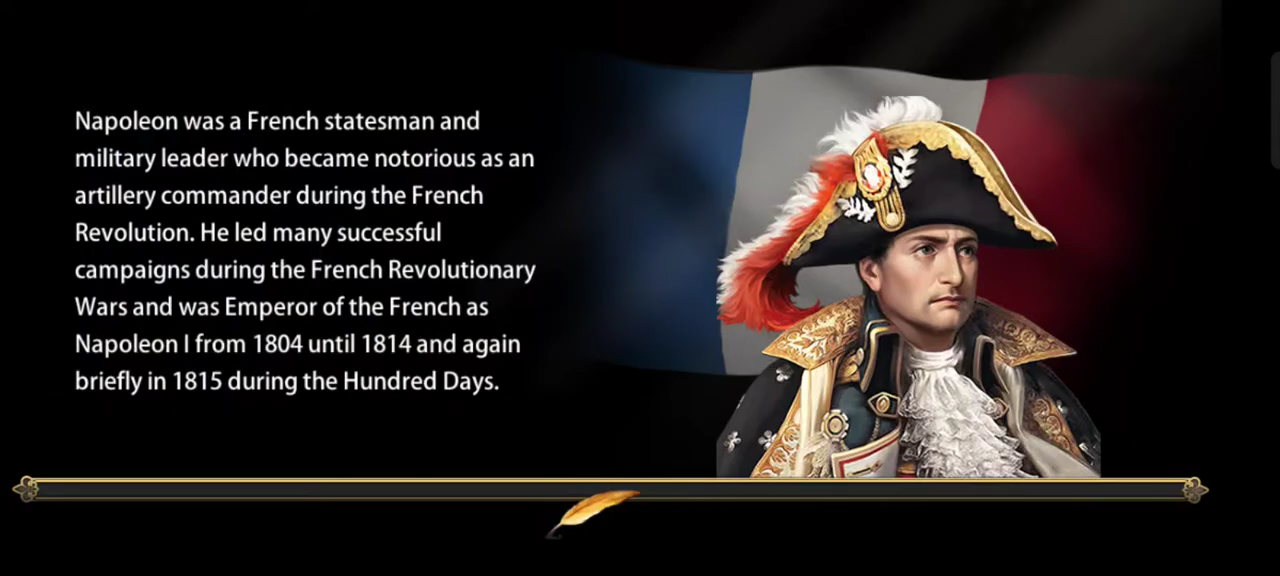 Napoleon was a French statesman and
military leader who became notorious as an
artillery commander during the French
Revolution. He led many successful
campaigns during the French Revolutionary
Wars and was Emperor of the French as
Napoleon I from 1804 until 1814 and again
briefly in 1815 during the Hundred Days.